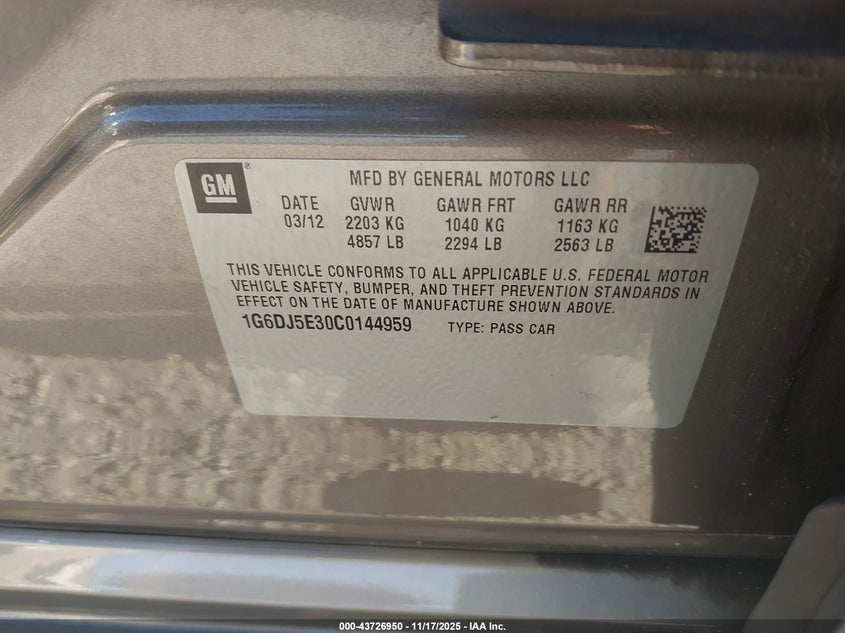 GM
MFD BY GENERAL MOTORS LLC
DATE GVWR GAWR FRT GAWR RR
03/12 2203 KG 1040 KG 1163 KG
4857 LB 2294 LB 2563 LB
THIS VEHICLE CONFORMS TO ALL APPLICABLE U.S. FEDERAL MOTOR
VEHICLE SAFETY, BUMPER, AND THEFT PREVENTION STANDARDS IN
EFFECT ON THE DATE OF MANUFACTURE SHOWN ABOVE.
1G6DJ5E30C0144959 TYPE: PASS CAR
000-43726950 — 11/17/2025 — IAA Inc.